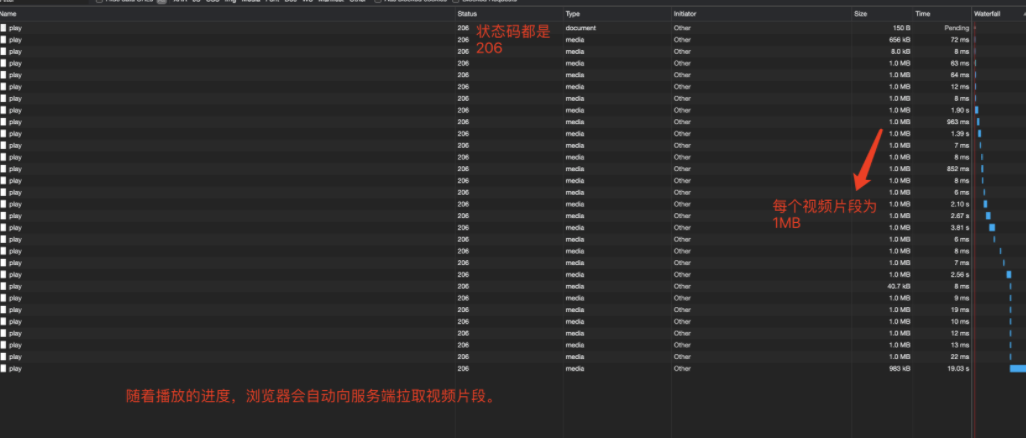 Name Status Type Initiator Size Time Waterfall
play 206 document Other 150 B Pending
play 206 media Other 656 kB 72 ms
play 206 media Other 8.0 kB 8 ms
play 206 media Other 1.0 MB 63 ms
play 206 media Other 1.0 MB 64 ms
play 206 media Other 1.0 MB 12 ms
play 206 media Other 1.0 MB 8 ms
play 206 media Other 1.0 MB 1.90 s
play 206 media Other 1.0 MB 963 ms
play 206 media Other 1.0 MB 1.39 s
play 206 media Other 1.0 MB 7 ms
play 206 media Other 1.0 MB 8 ms
play 206 media Other 1.0 MB 852 ms
play 206 media Other 1.0 MB 8 ms
play 206 media Other 1.0 MB 6 ms
play 206 media Other 1.0 MB 2.10 s
play 206 media Other 1.0 MB 2.67 s
play 206 media Other 1.0 MB 3.81 s
play 206 media Other 1.0 MB 6 ms
play 206 media Other 1.0 MB 8 ms
play 206 media Other 1.0 MB 7 ms
play 206 media Other 1.0 MB 2.56 s
play 206 media Other 40.7 kB 8 ms
play 206 media Other 1.0 MB 9 ms
play 206 media Other 1.0 MB 19 ms
play 206 media Other 1.0 MB 10 ms
play 206 media Other 1.0 MB 12 ms
play 206 media Other 1.0 MB 13 ms
play 206 media Other 1.0 MB 22 ms
play 206 media Other 983 kB 19.03 s
状态码都是
206
每个视频片段为
1MB
随着播放的进度，浏览器会自动向服务端拉取视频片段。